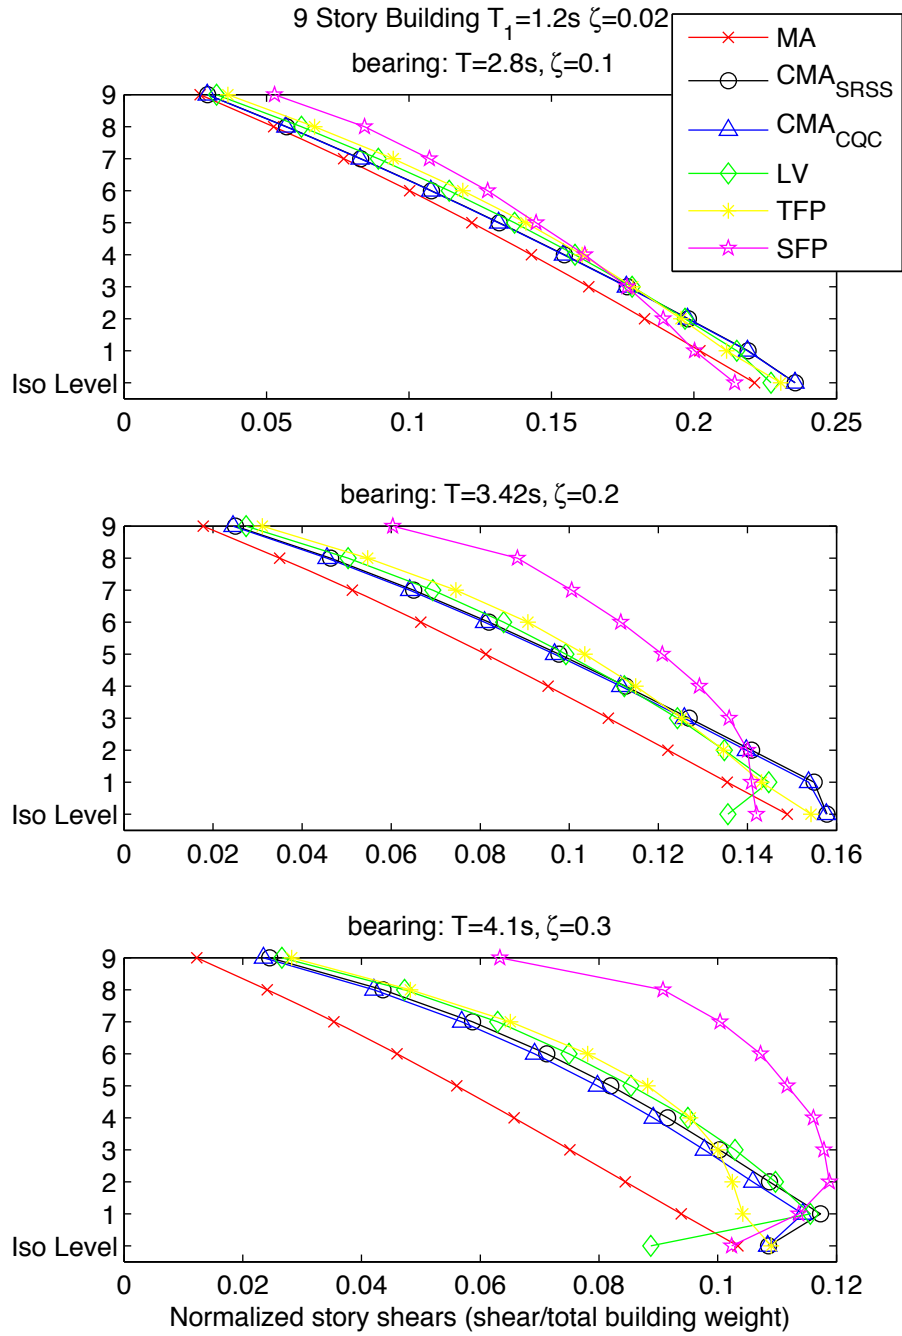 9 Story Building T₁=1.2s ζ=0.02
bearing: T=2.8s, ζ=0.1
MA
CMA_SRSS
CMA_CQC
LV
TFP
SFP
9
8
7
6
5
4
3
2
1
Iso Level
0 0.05 0.1 0.15 0.2 0.25
bearing: T=3.42s, ζ=0.2
9
8
7
6
5
4
3
2
1
Iso Level
0 0.02 0.04 0.06 0.08 0.1 0.12 0.14 0.16
bearing: T=4.1s, ζ=0.3
9
8
7
6
5
4
3
2
1
Iso Level
0 0.02 0.04 0.06 0.08 0.1 0.12
Normalized story shears (shear/total building weight)